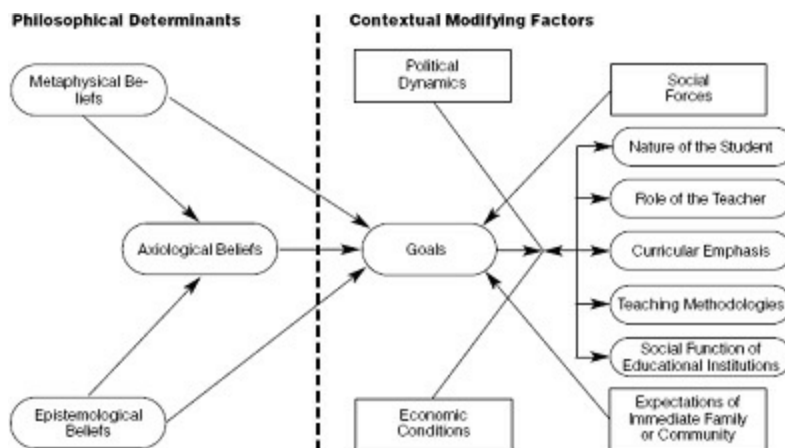 Philosophical Determinants
Contextual Modifying Factors
Metaphysical Be-
liefs
Political
Dynamics
Social
Forces
Nature of the Student
Role of the Teacher
Axiological Beliefs
Goals
Curricular Emphasis
Teaching Methodologies
Social Function of
Educational Institutions
Epistemological
Beliefs
Economic
Conditions
Expectations of
Immediate Family
or Community